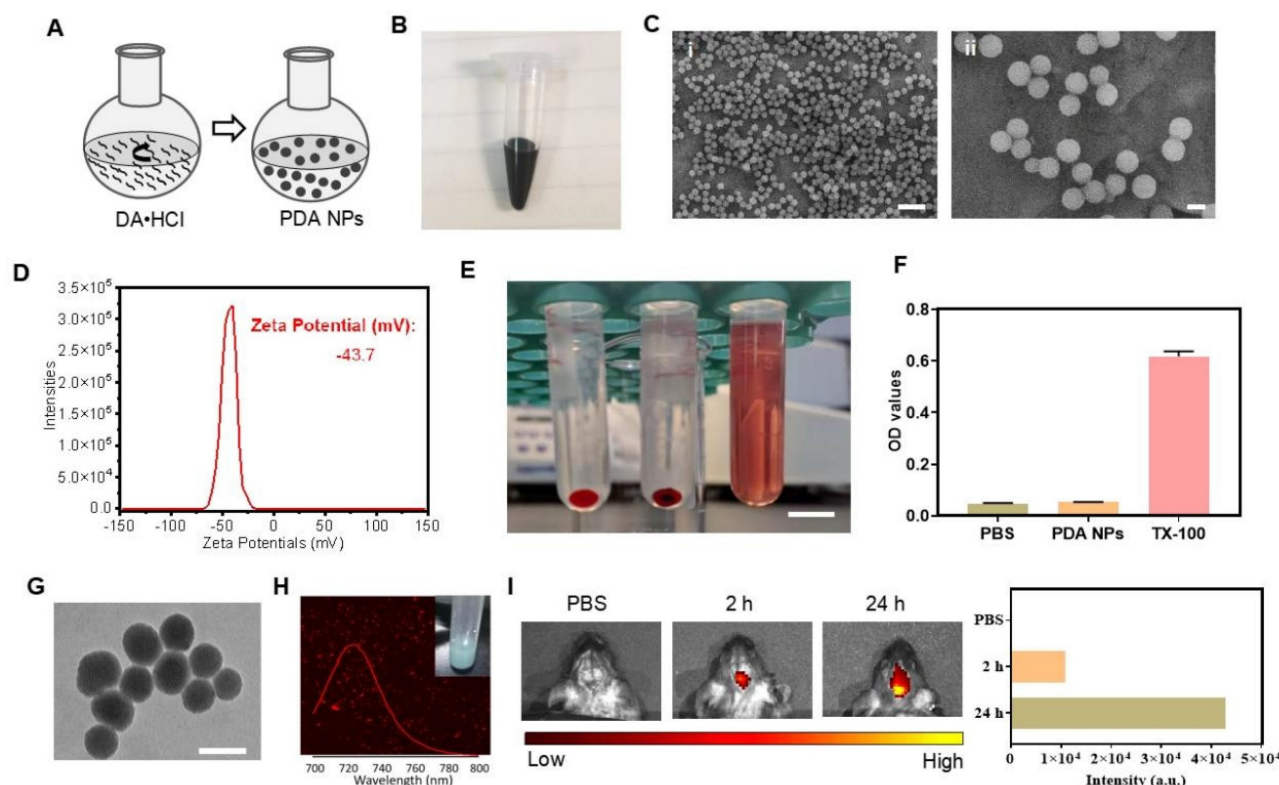 A
DA•HCl
PDA NPs
B
C
i
ii
D
3.5×10⁵
3.0×10⁵
2.5×10⁵
2.0×10⁵
1.5×10⁵
1.0×10⁵
5.0×10⁴
0.0
Intensities
Zeta Potential (mV):
-43.7
-150 -100 -50 0 50 100 150
Zeta Potentials (mV)
E
F
0.8
0.6
0.4
0.2
0.0
OD values
PBS PDA NPs TX-100
G
H
700 720 740 760 780 800
Wavelength (nm)
I
PBS 2 h 24 h
Low High
PBS
2 h
24 h
0 1×10⁴ 2×10⁴ 3×10⁴ 4×10⁴ 5×10⁴
Intensity (a.u.)